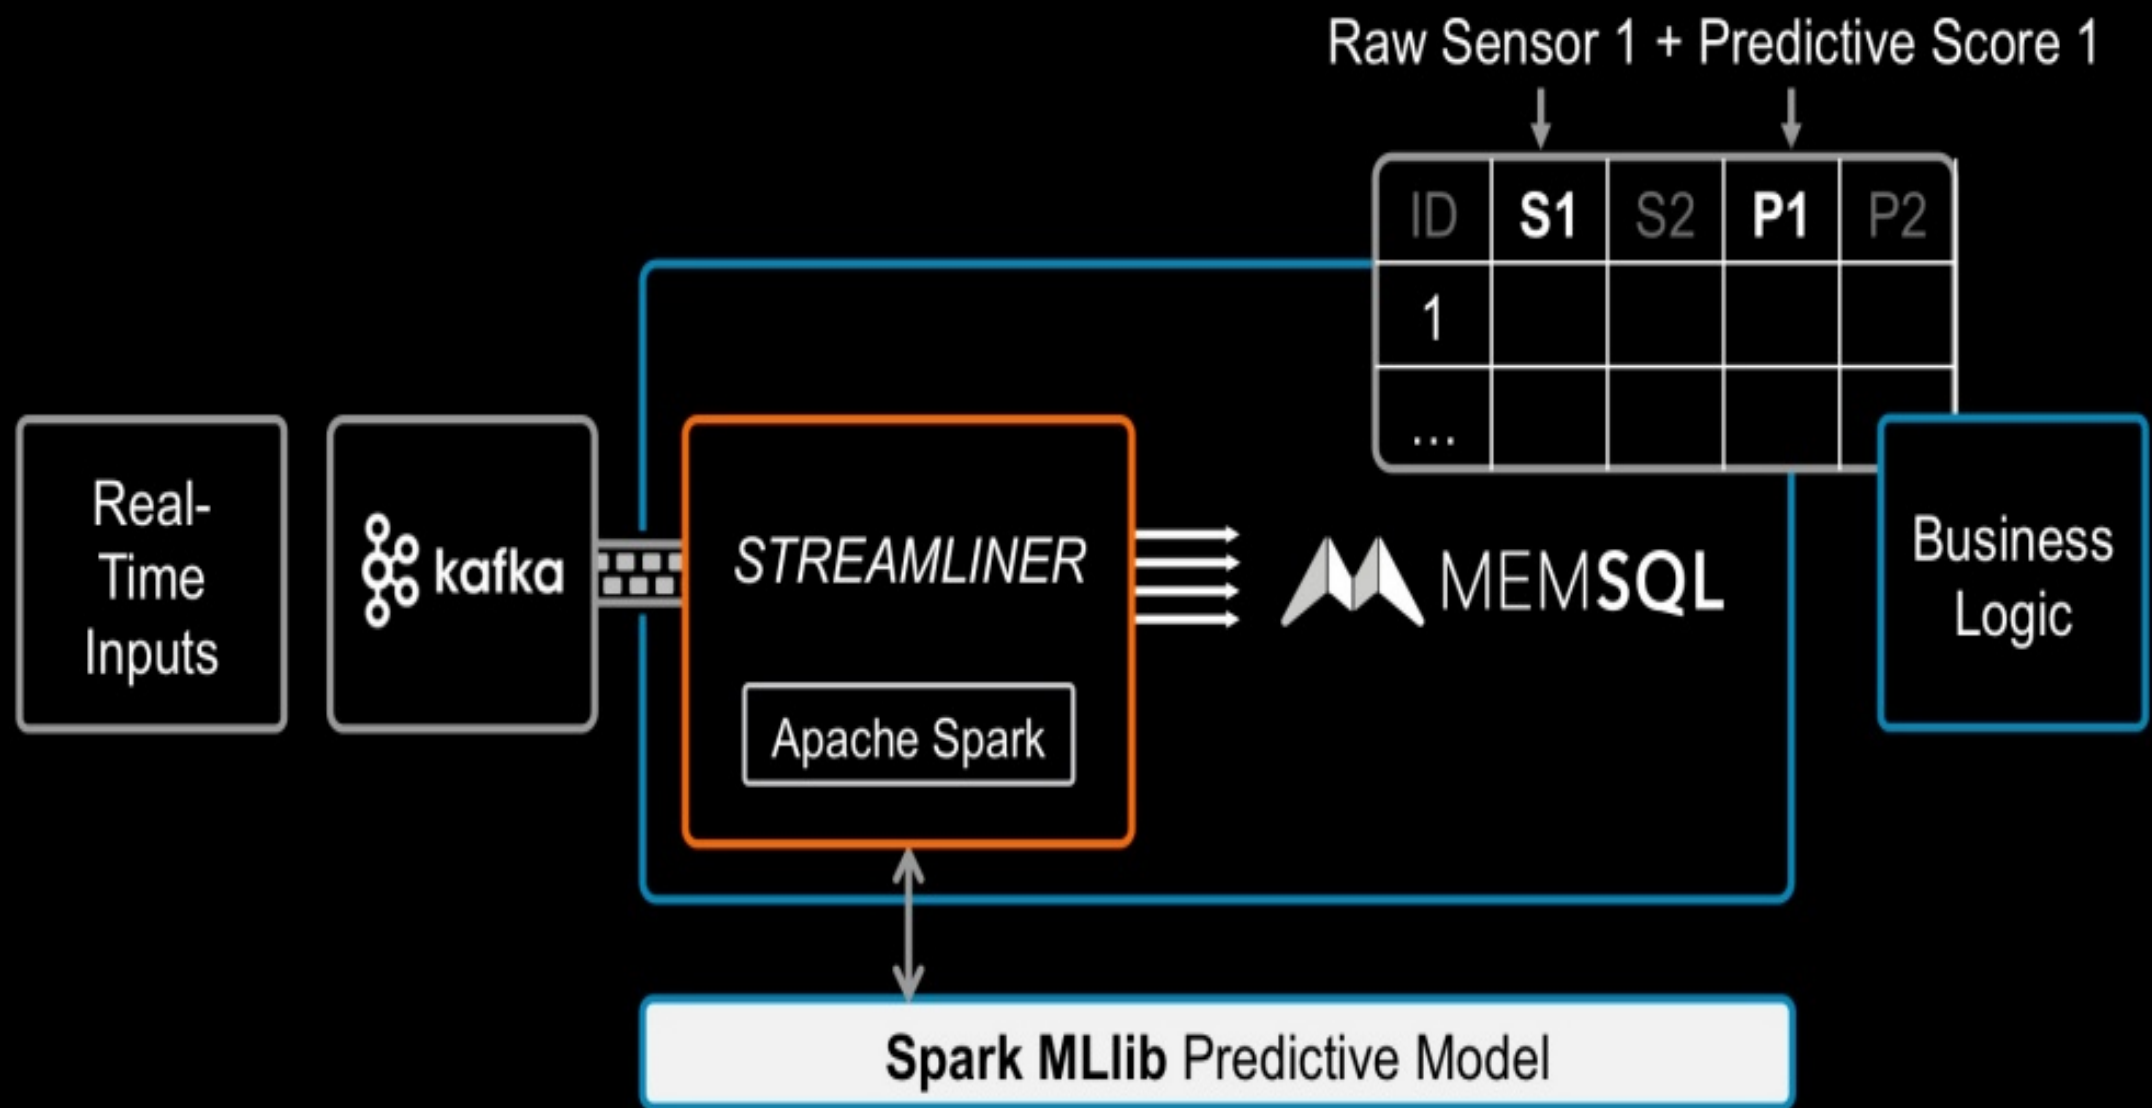 Raw Sensor 1 + Predictive Score 1
ID S1 S2 P1 P2
1
...
Real-
Time
Inputs
kafka
STREAMLINER
Apache Spark
MEMSQL
Business
Logic
Spark MLlib Predictive Model